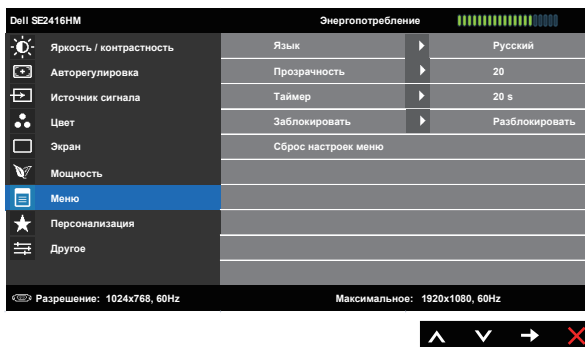 Dell SE2416HM Энергопотребление
Яркость / контрастность Язык Русский
Авторегулировка Прозрачность 20
Источник сигнала Таймер 20 s
Цвет Заблокировать Разблокировать
Экран Сброс настроек меню
Мощность
Меню
Персонализация
Другое
Разрешение: 1024x768, 60Hz Максимальное: 1920x1080, 60Hz